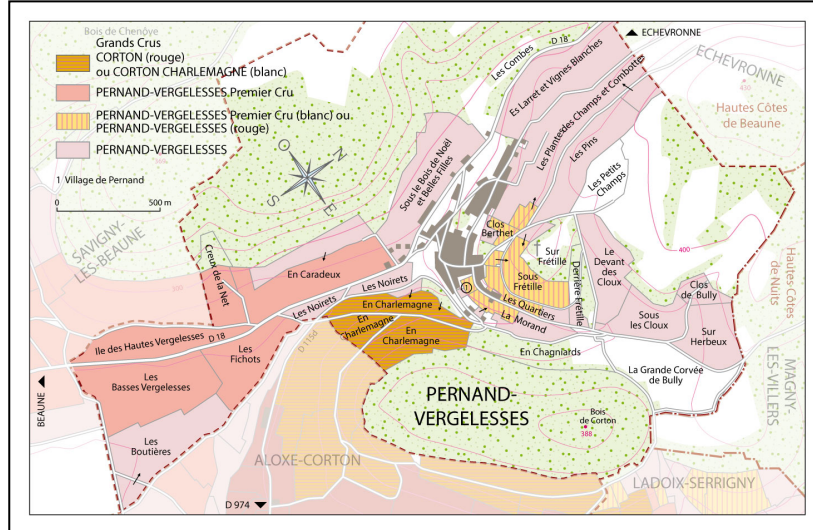 Bois de Chenôye
Grands Crus
CORTON (rouge)
ou CORTON CHARLEMAGNE (blanc)
PERNAND-VERGELESSES Premier Cru
PERNAND-VERGELESSES Premier Cru (blanc) ou
PERNAND-VERGELESSES (rouge)
PERNAND-VERGELESSES
1 Village de Pernand
0
500 m
N
O
S
E
ECHEVRONNE
D 18
Les Combes
Es Larret et Vignes Blanches
Les Plantes des Champs et Combottes
Les Pins
ECHEVRONNE
430
Hautes Côtes
de Beaune
Les Petits
Champs
Sous le Bois de Noël
et Belles Filles
Clos
Berthet
Sur
Frétille
Sous
Frétille
Derrière Frétille
Le
Devant
des
Cloux
400
Hautes-Côtes
de Nuits
Clos
de Bully
SAVIGNY-
LES-BEAUNE
Creux de la Net
En Caradeux
Les Noirets
Les Noirets
En Charlemagne
En
Charlemagne
En
Charlemagne
1
Les Quartiers
La Morand
Sous
les Cloux
Sur
Herbeux
En Chagnards
La Grande Corvée
de Bully
MAGNY-
LES-VILLERS
300
Ile des Hautes Vergelesses
D 18
Les
Fichots
D 115d
Les
Basses Vergelesses
BEAUNE
PERNAND-
VERGELESSES
Bois
de Corton
388
Les
Boutières
ALOXE-CORTON
LADOIX-SERRIGNY
D 974